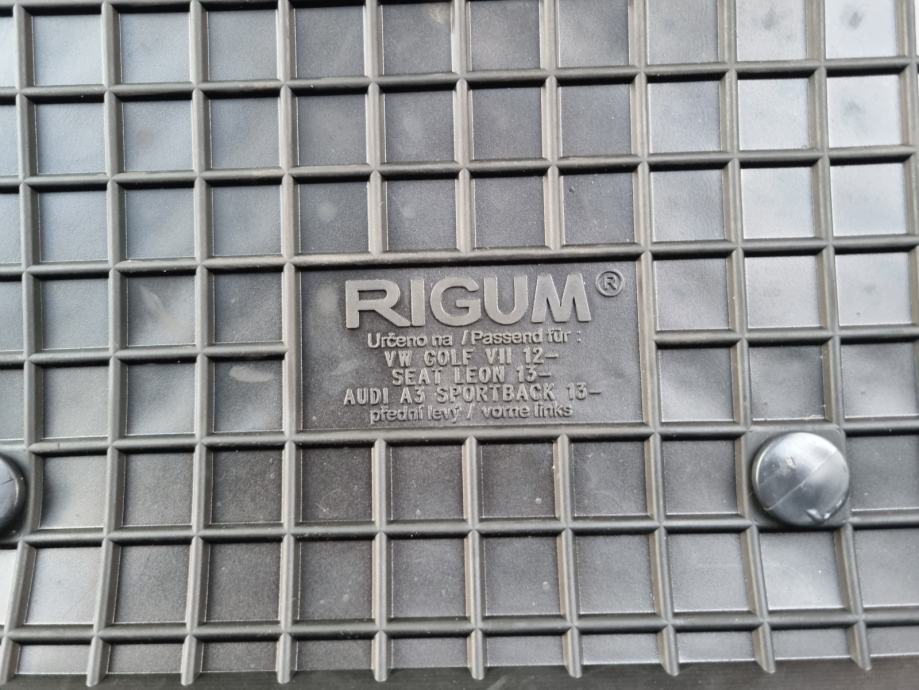 RIGUM®
Určeno na / Passend für :
VW GOLF VII 12-
SEAT LEON 13-
AUDI A3 SPORTBACK 13-
přední levý / vorne links